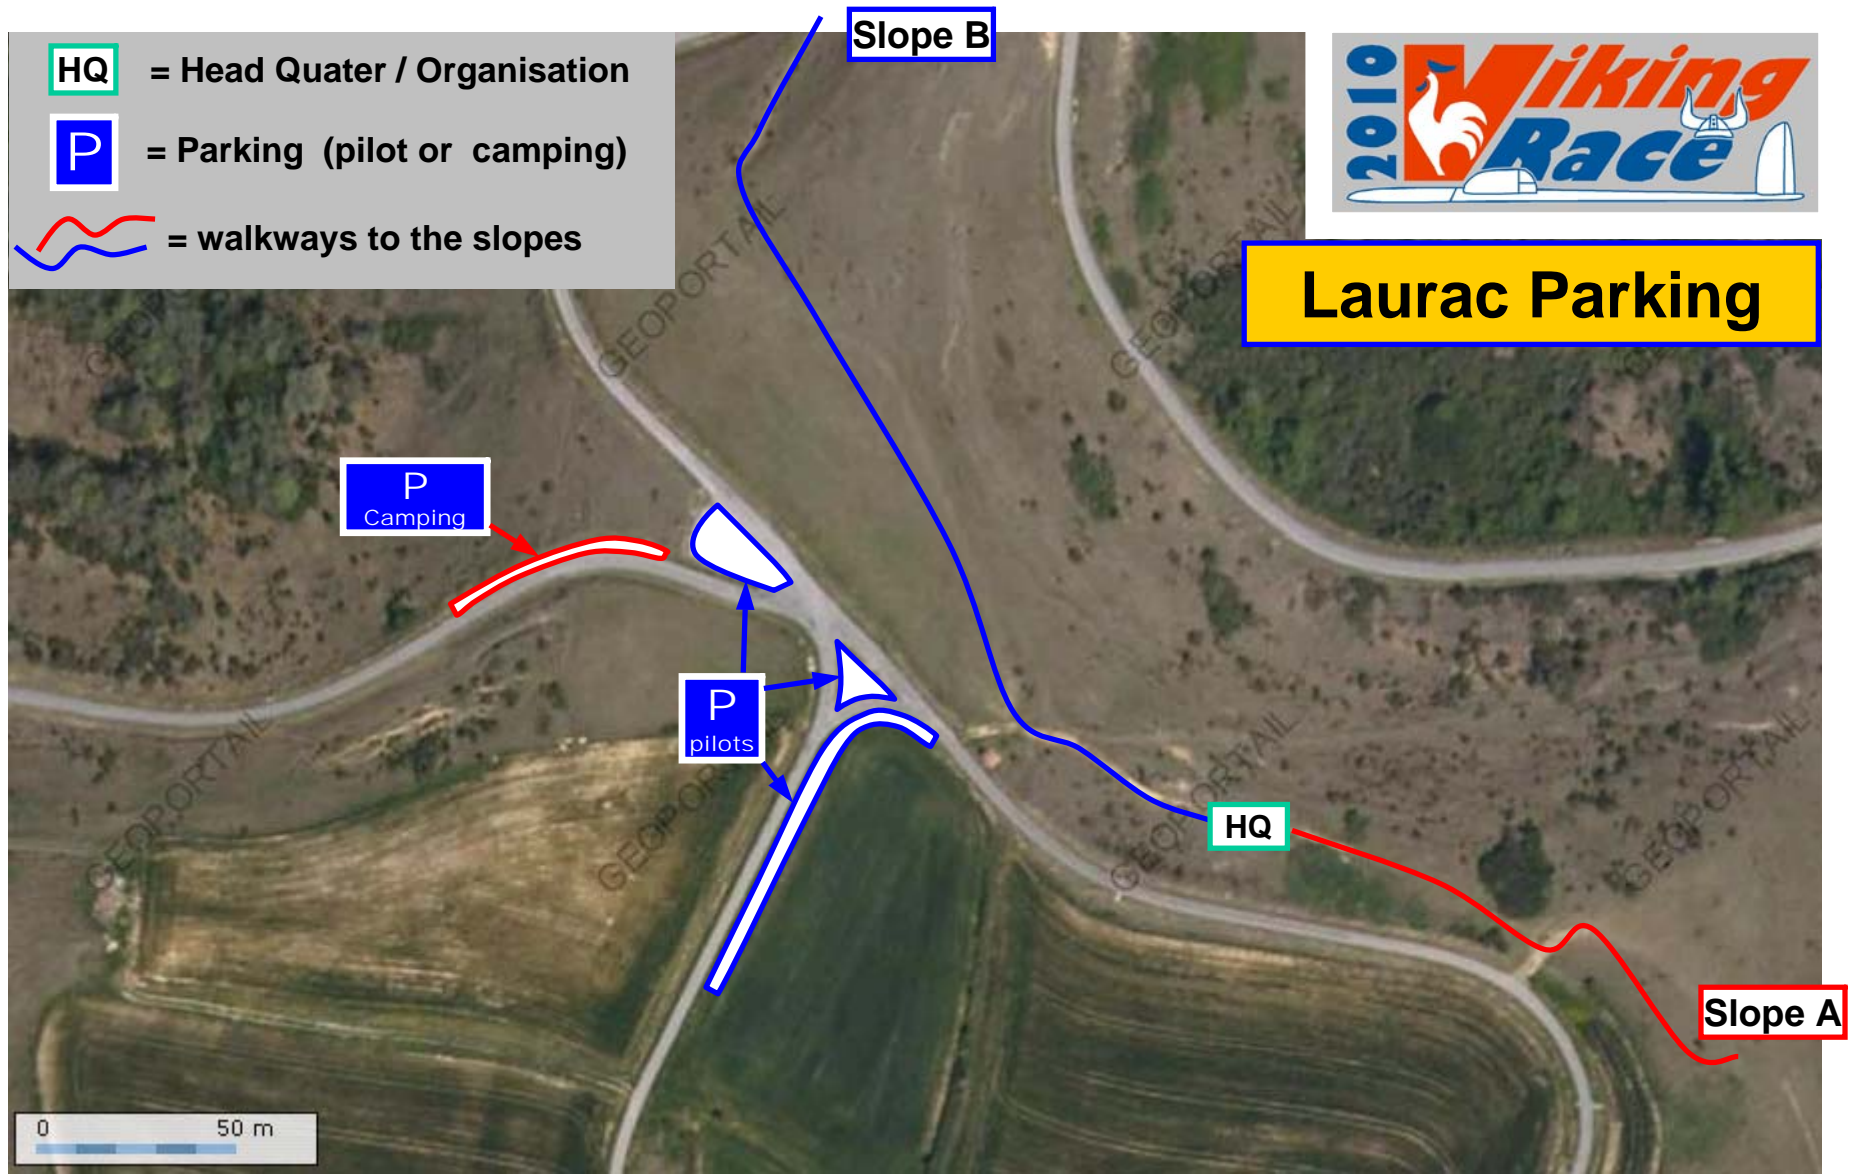 HQ = Head Quater / Organisation
P = Parking (pilot or camping)
= walkways to the slopes
Slope B
2010 Viking Race
Laurac Parking
P
Camping
P
pilots
HQ
Slope A
0 50 m
GEOPORTAIL
GEOPORTAIL
GEOPORTAIL
GEOPORTAIL
GEOPORTAIL
GEOPORTAIL
GEOPORTAIL